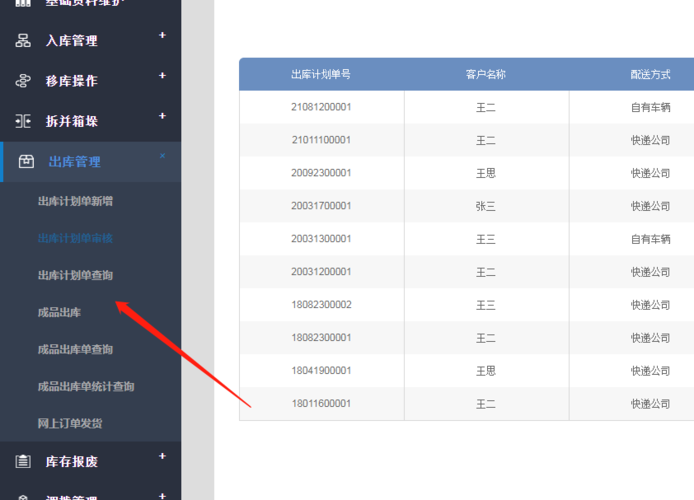 基础资料维护
入库管理 +
移库操作 +
拆并箱垛 +
出库管理 ×
出库计划单新增
出库计划单审核
出库计划单查询
成品出库
成品出库单查询
成品出库单统计查询
网上订单发货
库存报废 +
出库计划单号 客户名称 配送方式
21081200001 王二 自有车辆
21011100001 王二 快递公司
20092300001 王思 快递公司
20031700001 张三 快递公司
20031300001 王三 自有车辆
20031200001 王二 快递公司
18082300002 王三 快递公司
18082300001 王二 快递公司
18041900001 王思 快递公司
18011600001 王二 快递公司